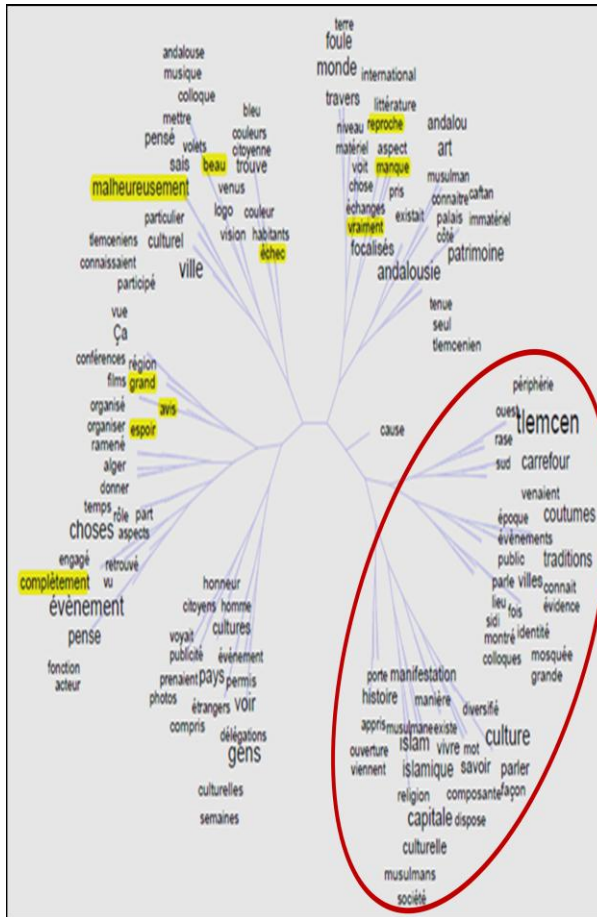 andalouse
musique
colloque
mettre
volets
pensé
sais
beau
malheureusement
bleu
couleurs
citoyenne
trouve
venus
logo
couleur
vision
habitants
échec
particulier
culturel
tlemceniens
connaissaient
participé
ville
terre
foule
monde
international
travers
littérature
niveau
reproche
matériel
aspect
voit
manque
chose
pris
échanges
existait
vraiment
focalisés
andalou
art
musulman
connaitre
caftan
palais
immatériel
côté
patrimoine
andalousie
tenue
seul
tlemcenien
vue
Ça
conférences
région
films
grand
organisé
avis
organiser
espoir
ramené
alger
donner
temps
rôle
part
choses
aspects
engagé
retrouvé
complètement
vu
évènement
pense
fonction
acteur
cause
honneur
citoyens
homme
cultures
voyait
publicité
évènement
prenaient
pays
permis
photos
étrangers
voir
compris
délégations
gens
culturelles
semaines
périphérie
ouest
tlemcen
rase
sud
carrefour
venaient
époque
coutumes
évènements
public
traditions
parle
villes
connait
lieu
fois
évidence
sidi
montré
identité
colloques
mosquée
grande
porte
manifestation
histoire
manière
diversifié
appris
musulmane
existe
culture
ouverture
islam
vivre
mot
viennent
islamique
savoir
parler
religion
composante
façon
capitale
dispose
culturelle
musulmans
société